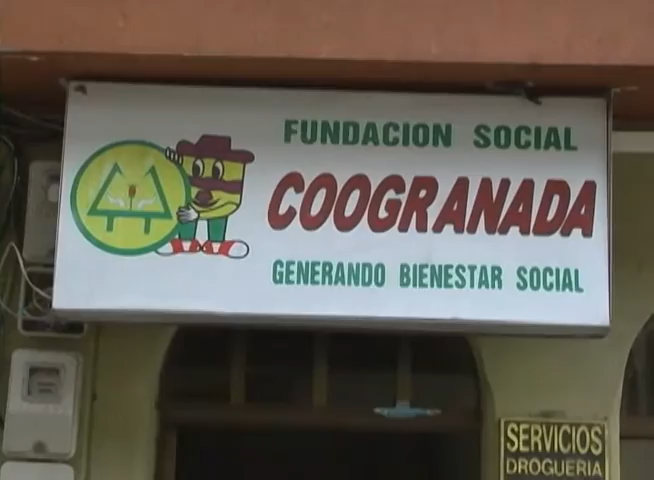 FUNDACION SOCIAL
COOGRANADA
GENERANDO BIENESTAR SOCIAL
SERVICIOS
DROGUERIA